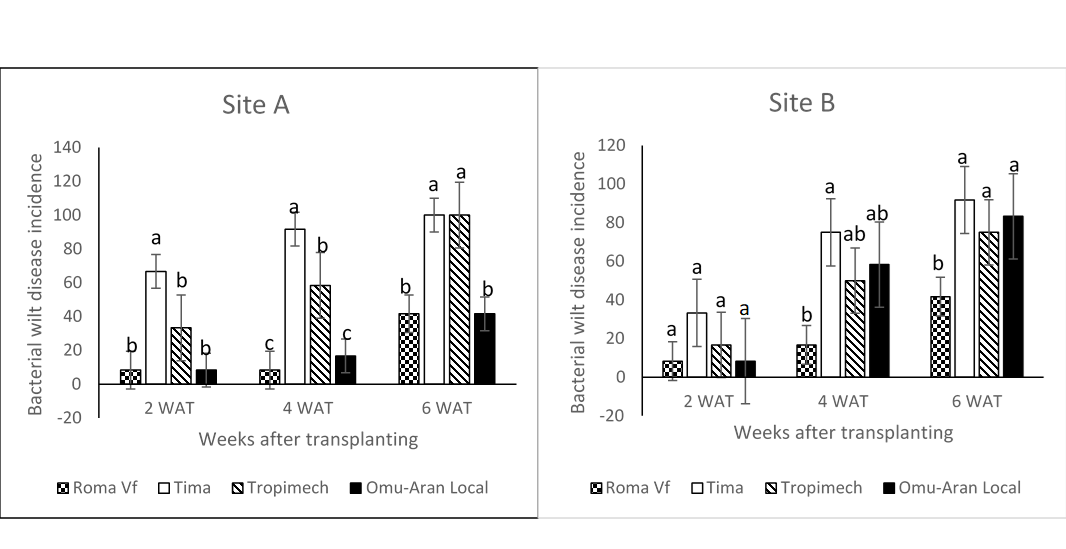 Site A
Bacterial wilt disease incidence
140
120
100
80
60
40
20
0
-20
b a b b
c a b c
b a a b
2 WAT 4 WAT 6 WAT
Weeks after transplanting
Roma Vf Tima Tropimech Omu-Aran Local
Site B
Bacterial wilt disease incidence
120
100
80
60
40
20
0
-20
a a a a
b a ab ab
b a a a
2 WAT 4 WAT 6 WAT
Weeks after transplanting
Roma Vf Tima Tropimech Omu-Aran Local